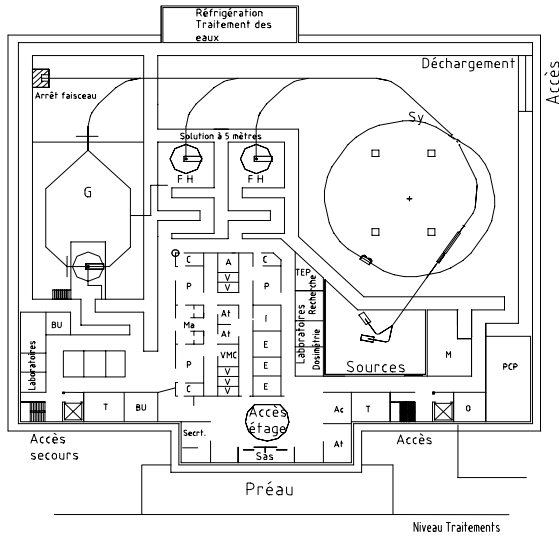 Réfrigération
Traitement des
eaux
Déchargement
Accès
Arrêt faisceau
Sy
Solution à 5 mètres
F H
F H
G
C
A
C
V
V
TEP
P
P
Recherche
At
I
Ma
At
E
Laboratoires
Dosimétrie
BU
Laboratoires
P
VMC
E
V
V
V
C
E
Sources
M
PCP
T
BU
Accès
étage
Ac
T
O
Accès
secours
Secrt.
At
Accès
Sas
Préau
Niveau Traitements